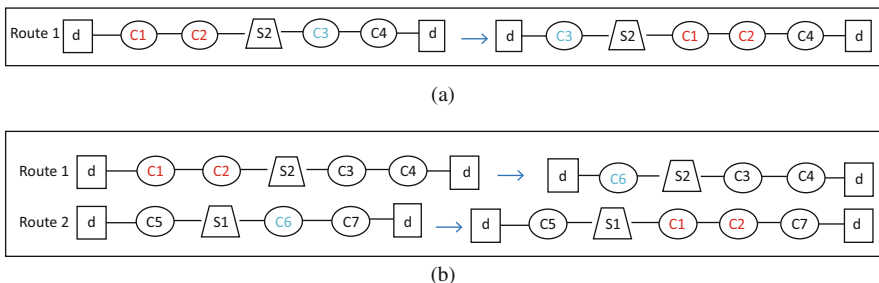 Route 1 d C1 C2 S2 C3 C4 d d C3 S2 C1 C2 C4 d
(a)
Route 1 d C1 C2 S2 C3 C4 d d C6 S2 C3 C4 d
Route 2 d C5 S1 C6 C7 d d C5 S1 C1 C2 C7 d
(b)